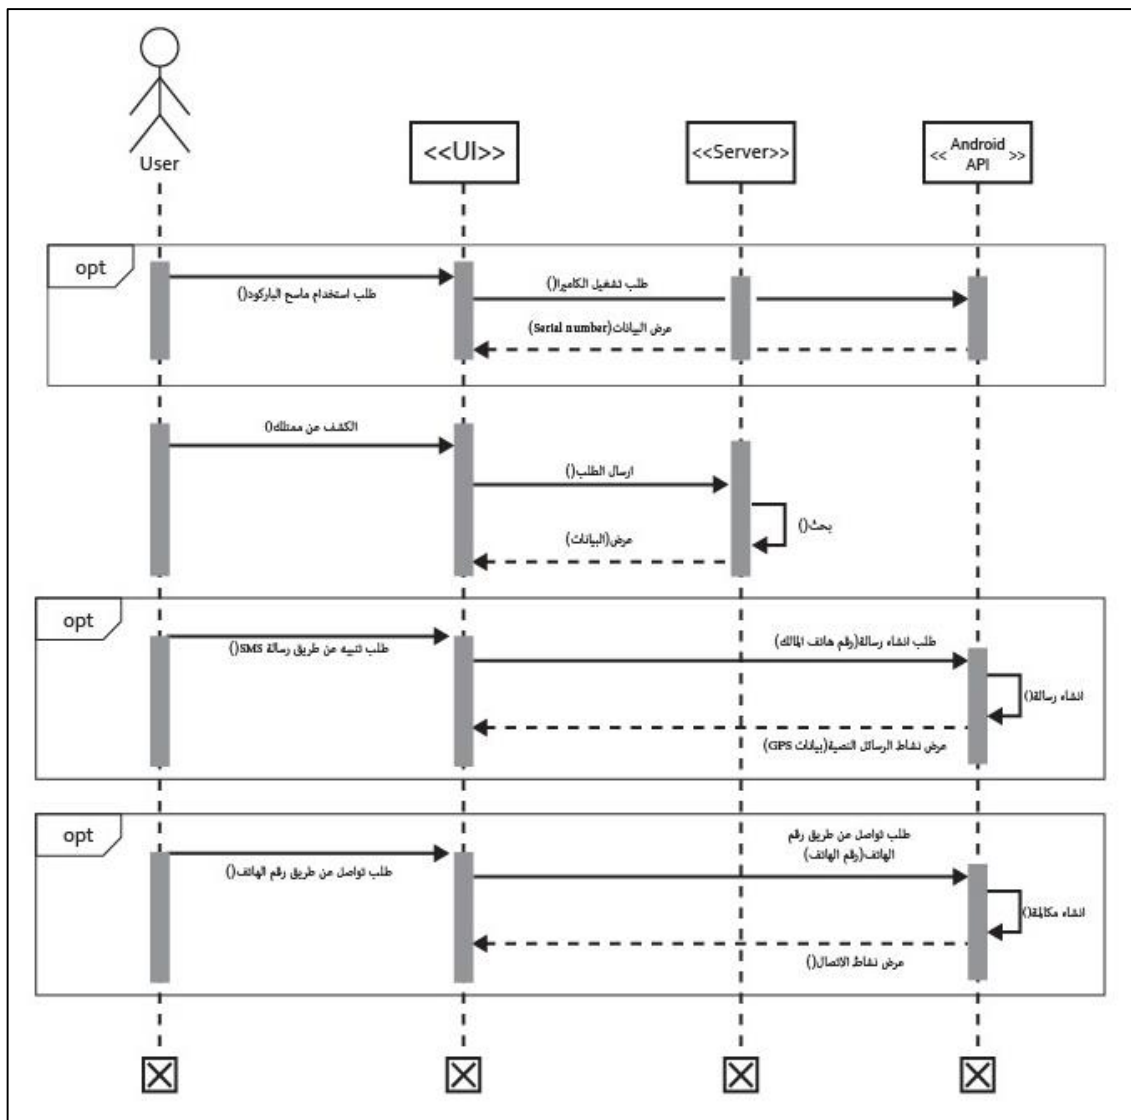 User
<<UI>>
<<Server>>
<< Android API >>
opt
طلب استخدام ماسح الباركود()
طلب تشغيل الكاميرا()
عرض البيانات(Serial number)
الكشف عن ممتلك()
ارسال الطلب()
بحث()
عرض(البيانات)
opt
طلب تنبيه عن طريق رسالة SMS()
طلب انشاء رسالة(رقم هاتف المالك)
انشاء رسالة()
عرض نشاط الرسائل النصية(بيانات GPS)
opt
طلب تواصل عن طريق رقم الهاتف()
طلب تواصل عن طريق رقم
الهاتف(رقم الهاتف)
انشاء مكالمة()
عرض نشاط الاتصال()